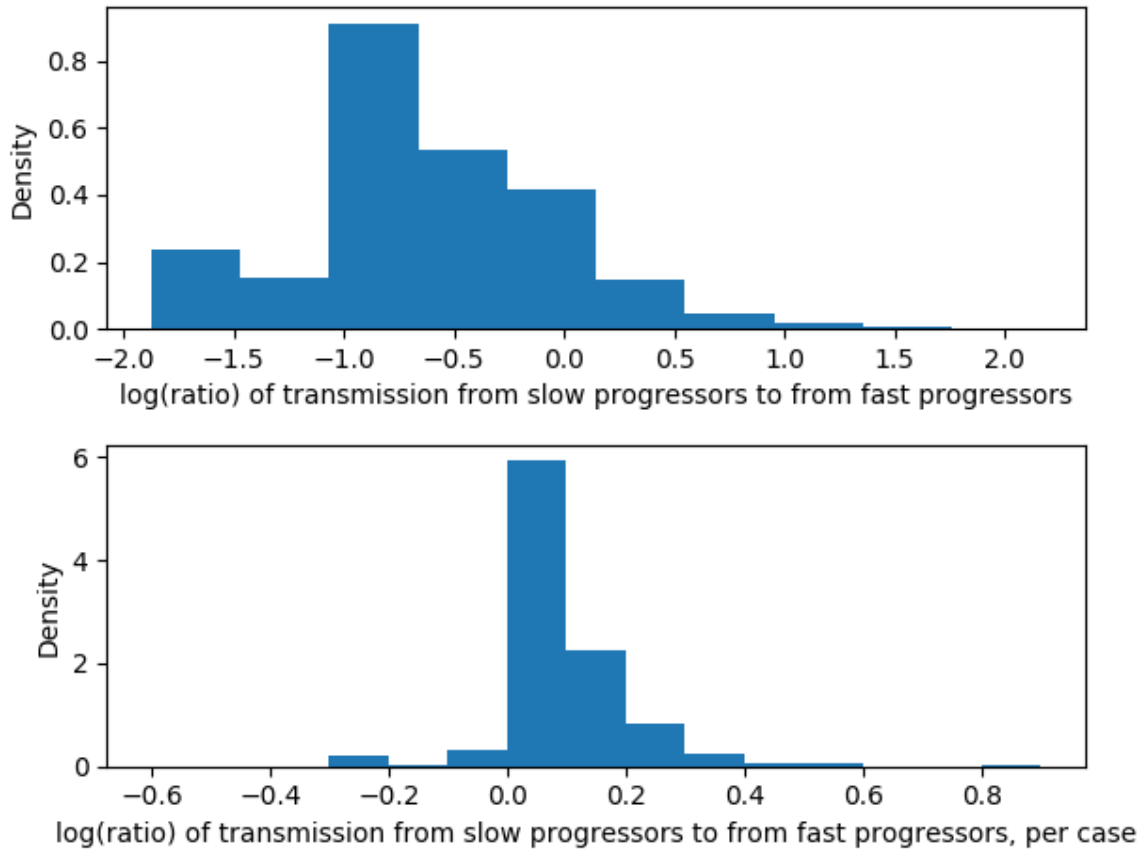 Density
0.8
0.6
0.4
0.2
0.0
−2.0 −1.5 −1.0 −0.5 0.0 0.5 1.0 1.5 2.0
log(ratio) of transmission from slow progressors to from fast progressors
Density
6
4
2
0
−0.6 −0.4 −0.2 0.0 0.2 0.4 0.6 0.8
log(ratio) of transmission from slow progressors to from fast progressors, per case